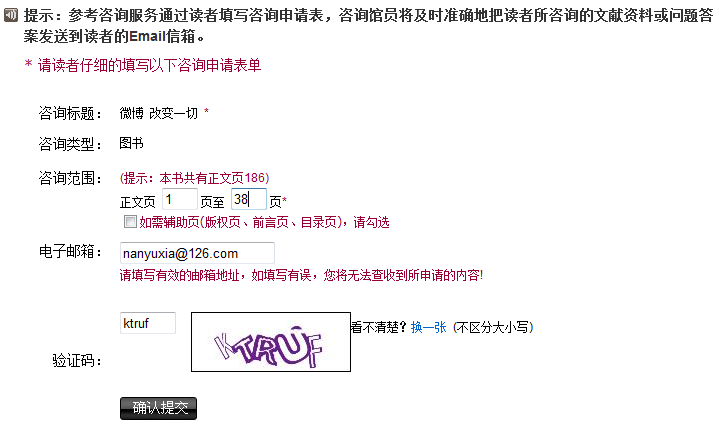 提示：参考咨询服务通过读者填写咨询申请表，咨询馆员将及时准确地把读者所咨询的文献资料或问题答
案发送到读者的Email信箱。
* 请读者仔细的填写以下咨询申请表单
咨询标题： 微博 改变一切 *
咨询类型： 图书
咨询范围： (提示：本书共有正文页186)
正文页 1 页至 38 页*
如需辅助页(版权页、前言页、目录页)，请勾选
电子邮箱： nanyuxia@126.com
请填写有效的邮箱地址，如填写有误，您将无法查收到所申请的内容!
ktruf KTRUF 看不清楚？换一张 (不区分大小写)
验证码：
确认提交